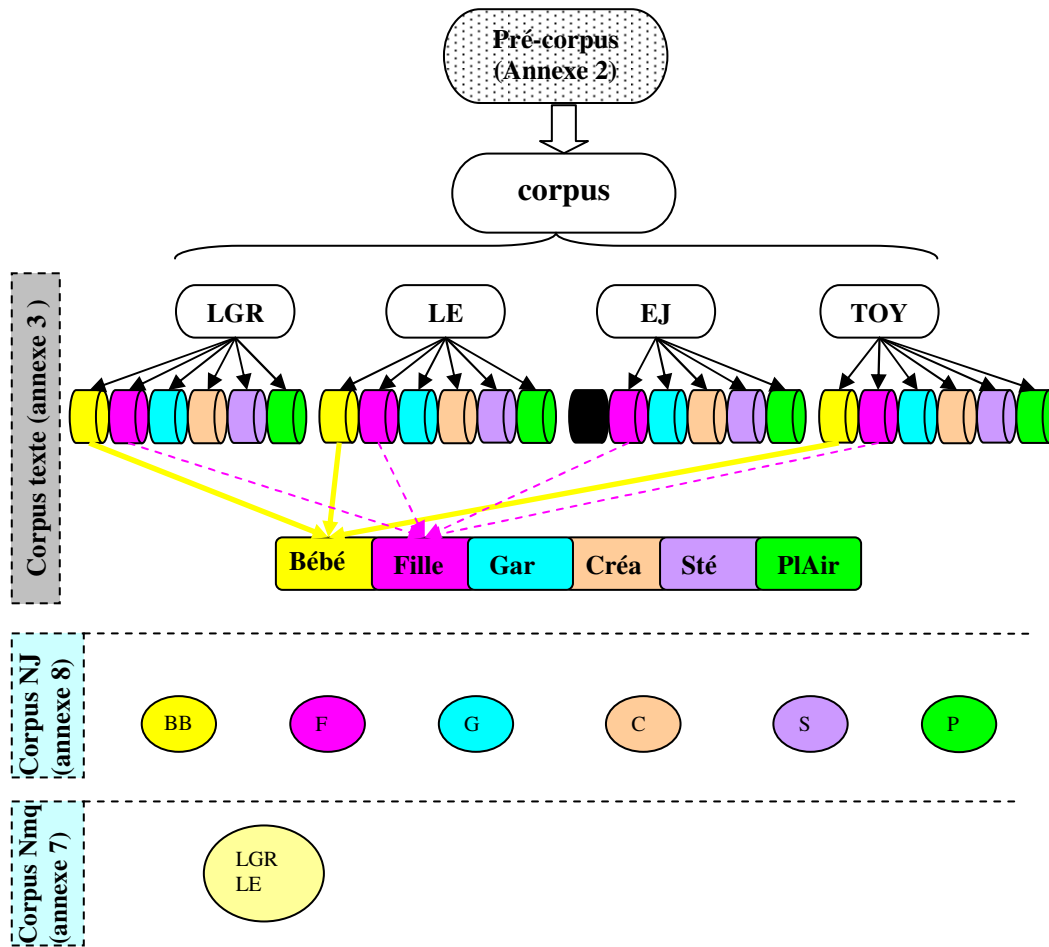 Pré-corpus
(Annexe 2)
corpus
Corpus texte (annexe 3 )
LGR
LE
EJ
TOY
Bébé
Fille
Gar
Créa
Sté
PlAir
Corpus NJ
(annexe 8)
BB
F
G
C
S
P
Corpus Nmq
(annexe 7)
LGR
LE